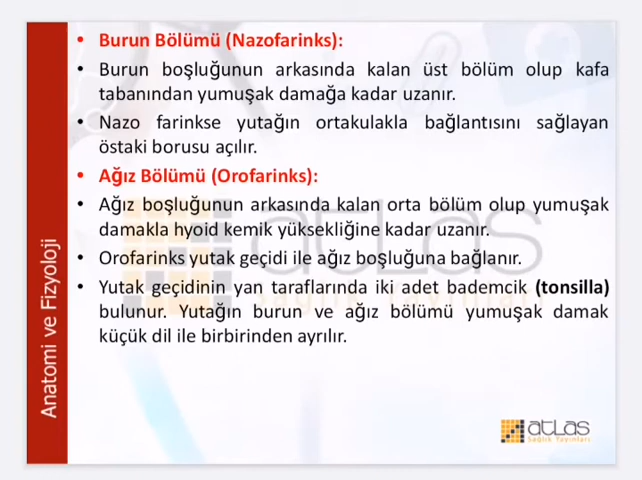 • Burun Bölümü (Nazofarinks):
• Burun boşluğunun arkasında kalan üst bölüm olup kafa
tabanından yumuşak damağa kadar uzanır.
• Nazo farinkse yutağın ortakulakla bağlantısını sağlayan
östaki borusu açılır.
• Ağız Bölümü (Orofarinks):
• Ağız boşluğunun arkasında kalan orta bölüm olup yumuşak
damakla hyoid kemik yüksekliğine kadar uzanır.
• Orofarinks yutak geçidi ile ağız boşluğuna bağlanır.
• Yutak geçidinin yan taraflarında iki adet bademcik (tonsilla)
bulunur. Yutağın burun ve ağız bölümü yumuşak damak
küçük dil ile birbirinden ayrılır.
Anatomi ve Fizyoloji
atlas
Sağlık Yayınları
atlas
Sağlık Yayınları